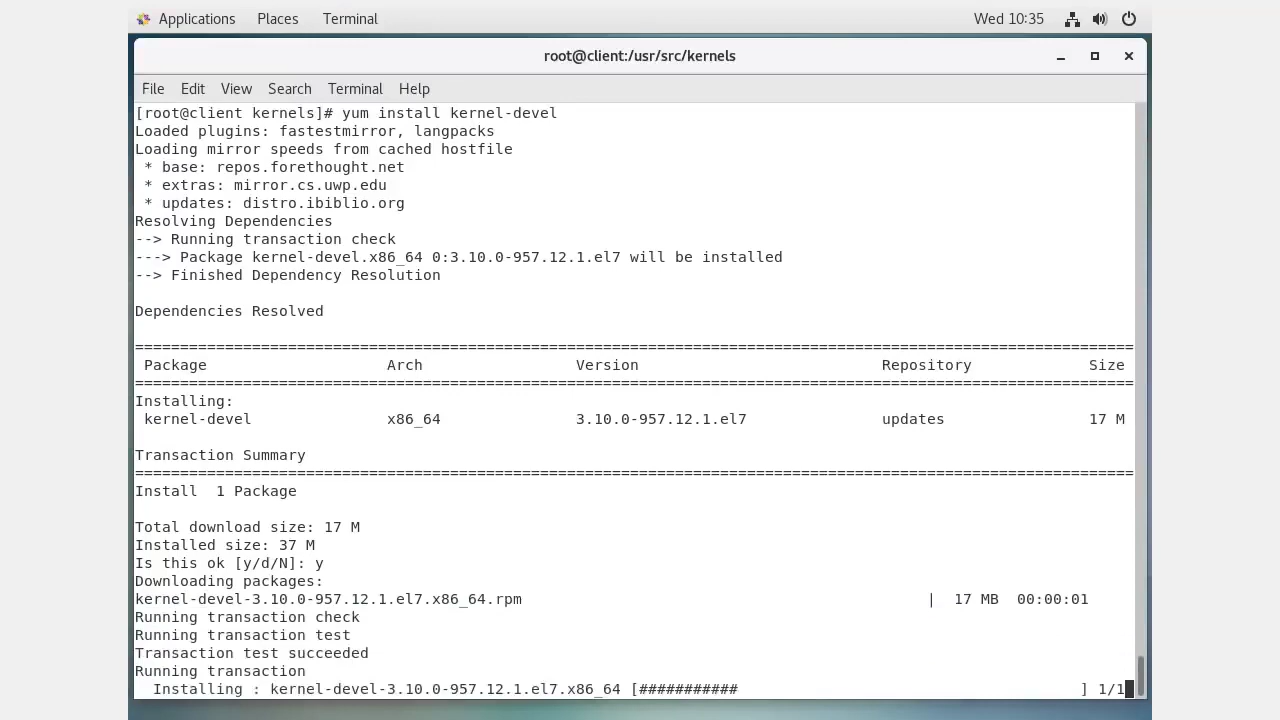 Applications Places Terminal Wed 10:35
root@client:/usr/src/kernels
File Edit View Search Terminal Help
[root@client kernels]# yum install kernel-devel
Loaded plugins: fastestmirror, langpacks
Loading mirror speeds from cached hostfile
 * base: repos.forethought.net
 * extras: mirror.cs.uwp.edu
 * updates: distro.ibiblio.org
Resolving Dependencies
--> Running transaction check
---> Package kernel-devel.x86_64 0:3.10.0-957.12.1.el7 will be installed
--> Finished Dependency Resolution
Dependencies Resolved
================================================================================
 Package Arch Version Repository Size
================================================================================
Installing:
 kernel-devel x86_64 3.10.0-957.12.1.el7 updates 17 M
Transaction Summary
================================================================================
Install  1 Package
Total download size: 17 M
Installed size: 37 M
Is this ok [y/d/N]: y
Downloading packages:
kernel-devel-3.10.0-957.12.1.el7.x86_64.rpm | 17 MB 00:00:01
Running transaction check
Running transaction test
Transaction test succeeded
Running transaction
  Installing : kernel-devel-3.10.0-957.12.1.el7.x86_64 [########### ] 1/1